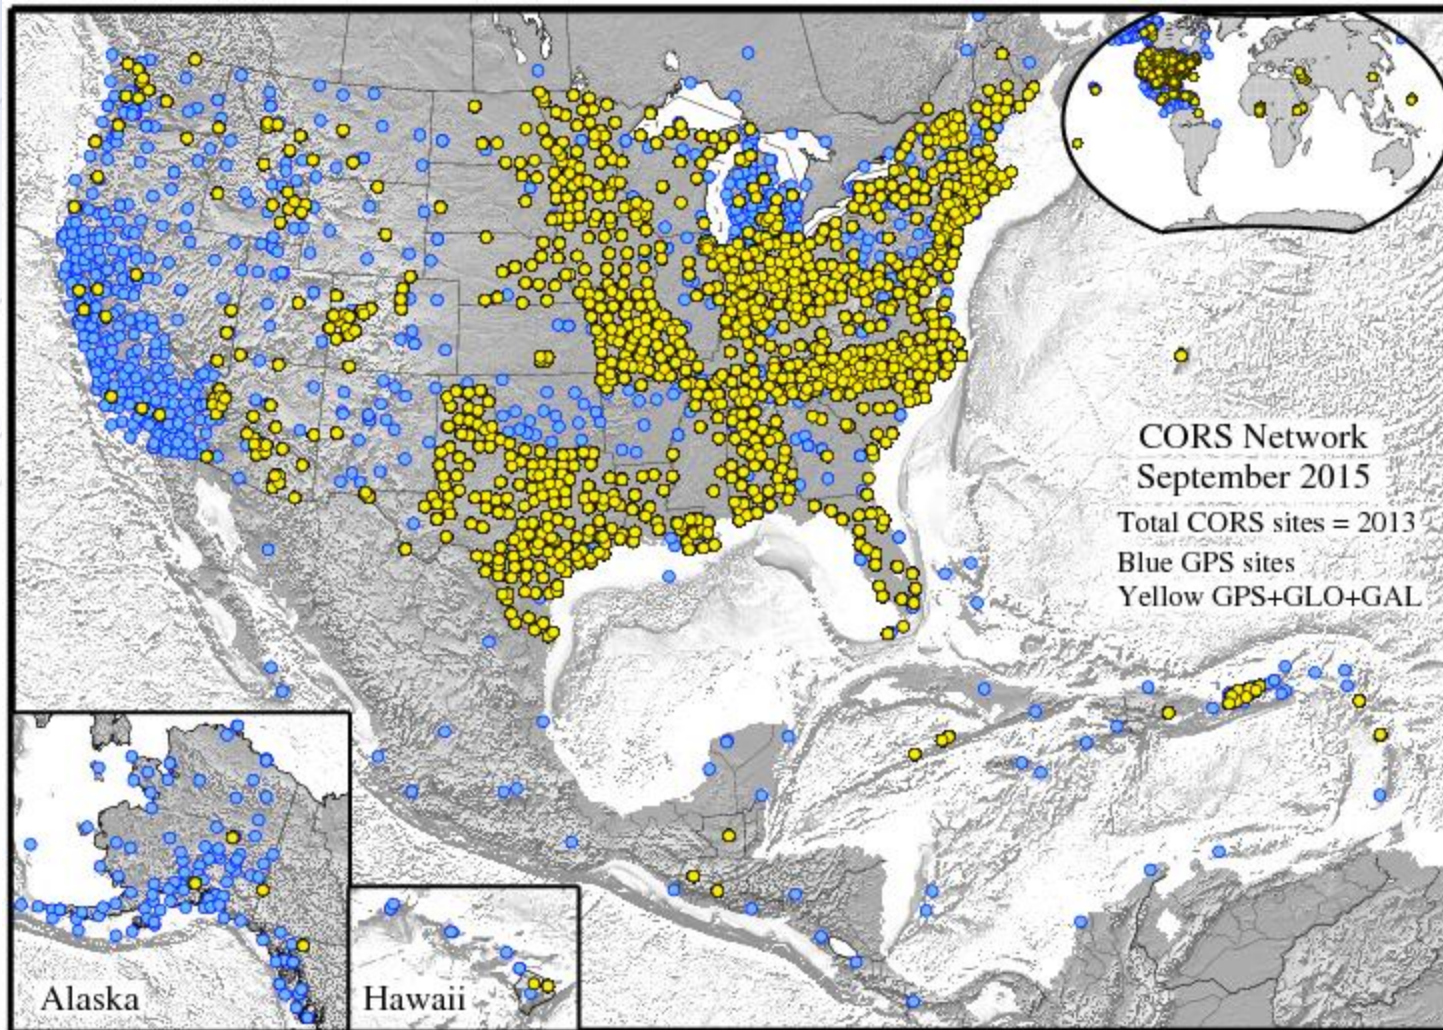 CORS Network
September 2015
Total CORS sites = 2013
Blue GPS sites
Yellow GPS+GLO+GAL
Alaska
Hawaii